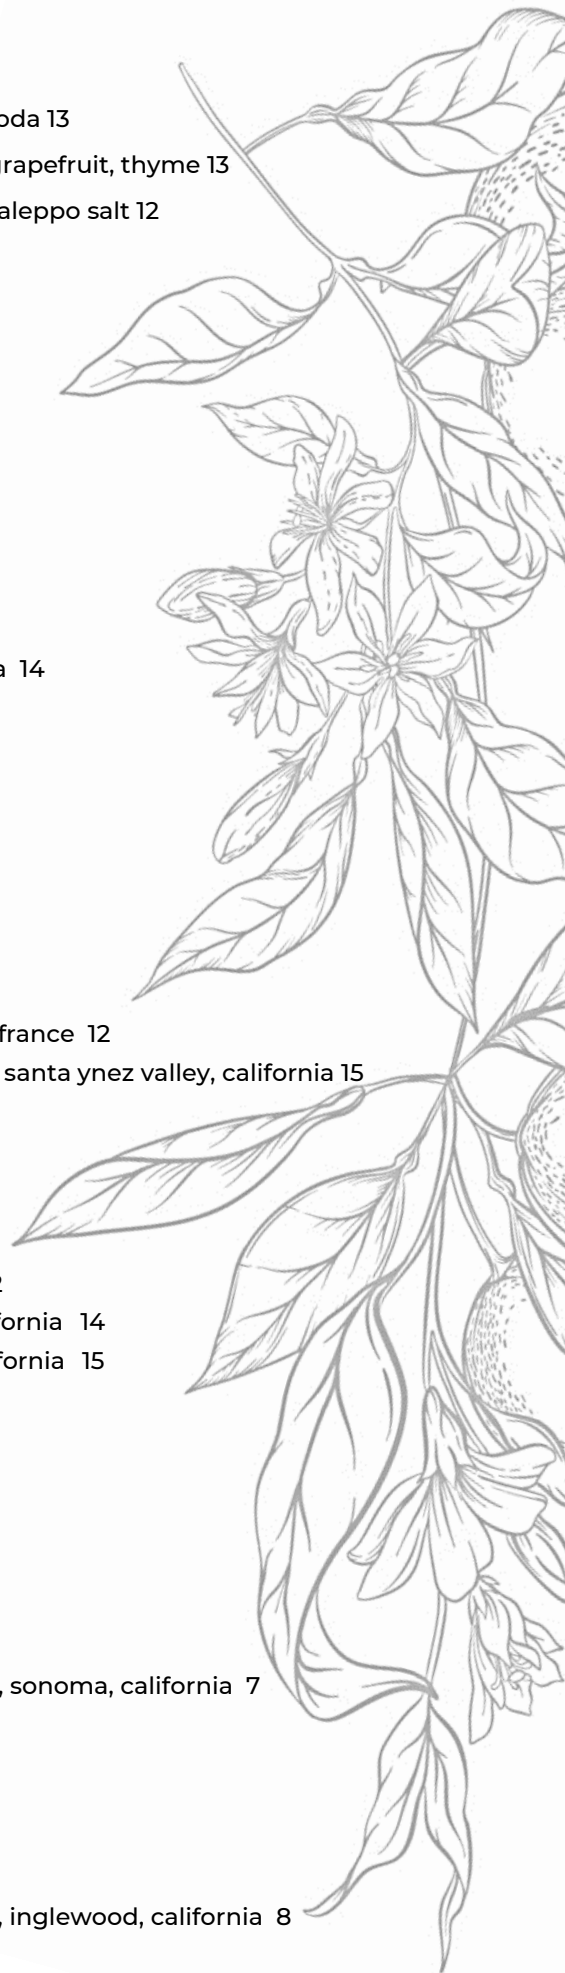 oda 13
grapefruit, thyme 13
aleppo salt 12
a 14
france 12
santa ynez valley, california 15
2
fornia 14
fornia 15
, sonoma, california 7
, inglewood, california 8